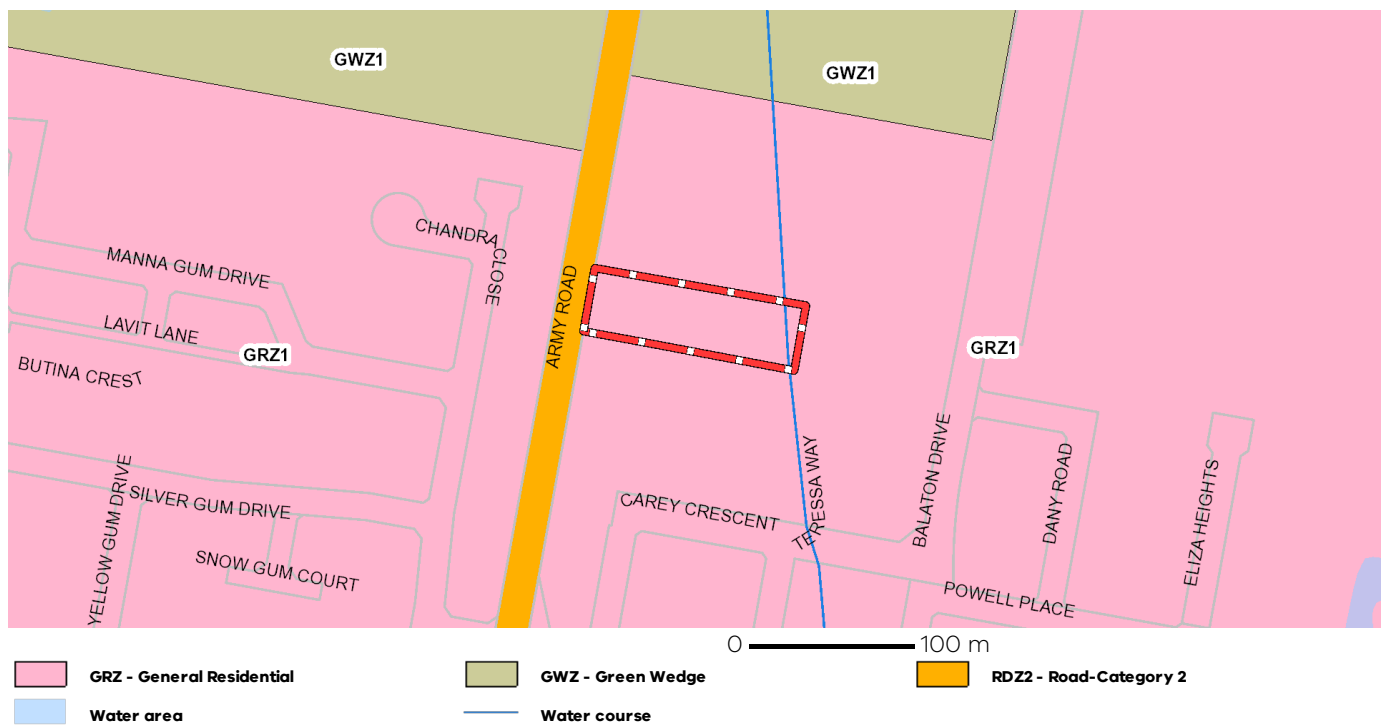 GWZ1
GWZ1
CHANDRA CLOSE
MANNA GUM DRIVE
ARMY ROAD
LAVIT LANE
GRZ1
GRZ1
BUTINA CREST
BALATON DRIVE
TERESSA WAY
DANY ROAD
ELIZA HEIGHTS
YELLOW GUM DRIVE
SILVER GUM DRIVE
CAREY CRESCENT
SNOW GUM COURT
POWELL PLACE
0 100 m
GRZ - General Residential
GWZ - Green Wedge
RDZ2 - Road-Category 2
Water area
Water course